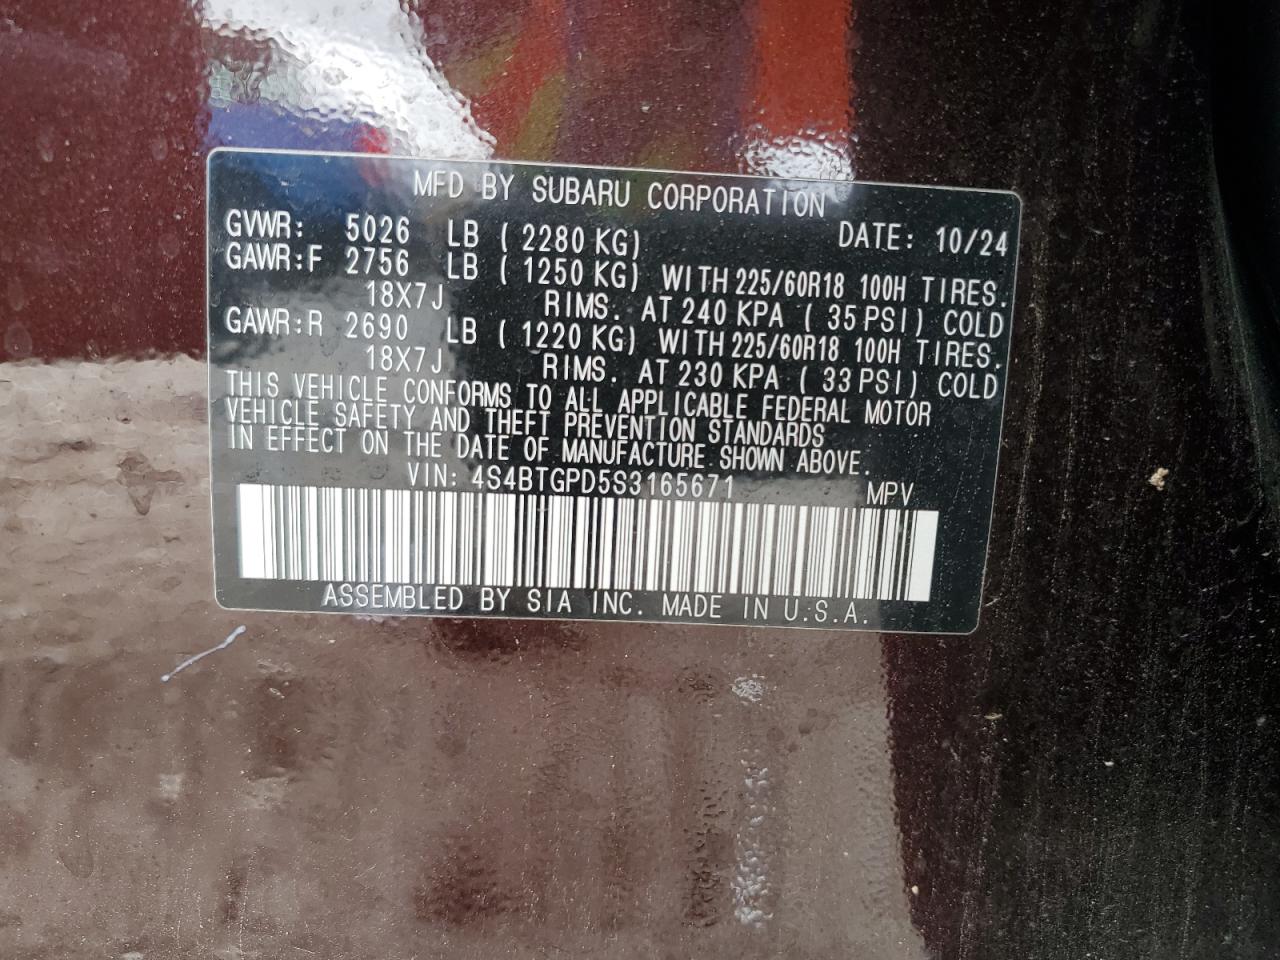 MFD BY SUBARU CORPORATION
GVWR: 5026 LB ( 2280 KG) DATE: 10/24
GAWR:F 2756 LB ( 1250 KG) WITH 225/60R18 100H TIRES.
18X7J RIMS. AT 240 KPA ( 35 PSI) COLD
GAWR:R 2690 LB ( 1220 KG) WITH 225/60R18 100H TIRES.
18X7J RIMS. AT 230 KPA ( 33 PSI) COLD
THIS VEHICLE CONFORMS TO ALL APPLICABLE FEDERAL MOTOR
VEHICLE SAFETY AND THEFT PREVENTION STANDARDS
IN EFFECT ON THE DATE OF MANUFACTURE SHOWN ABOVE.
VIN: 4S4BTGPD5S3165671 MPV
ASSEMBLED BY SIA INC. MADE IN U.S.A.